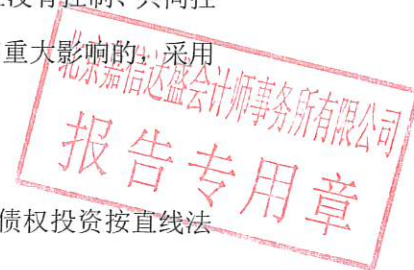 没有控制、共同控
重大影响的，采用
北京嘉信达盛会计师事务所有限公司
报告专用章
债权投资按直线法